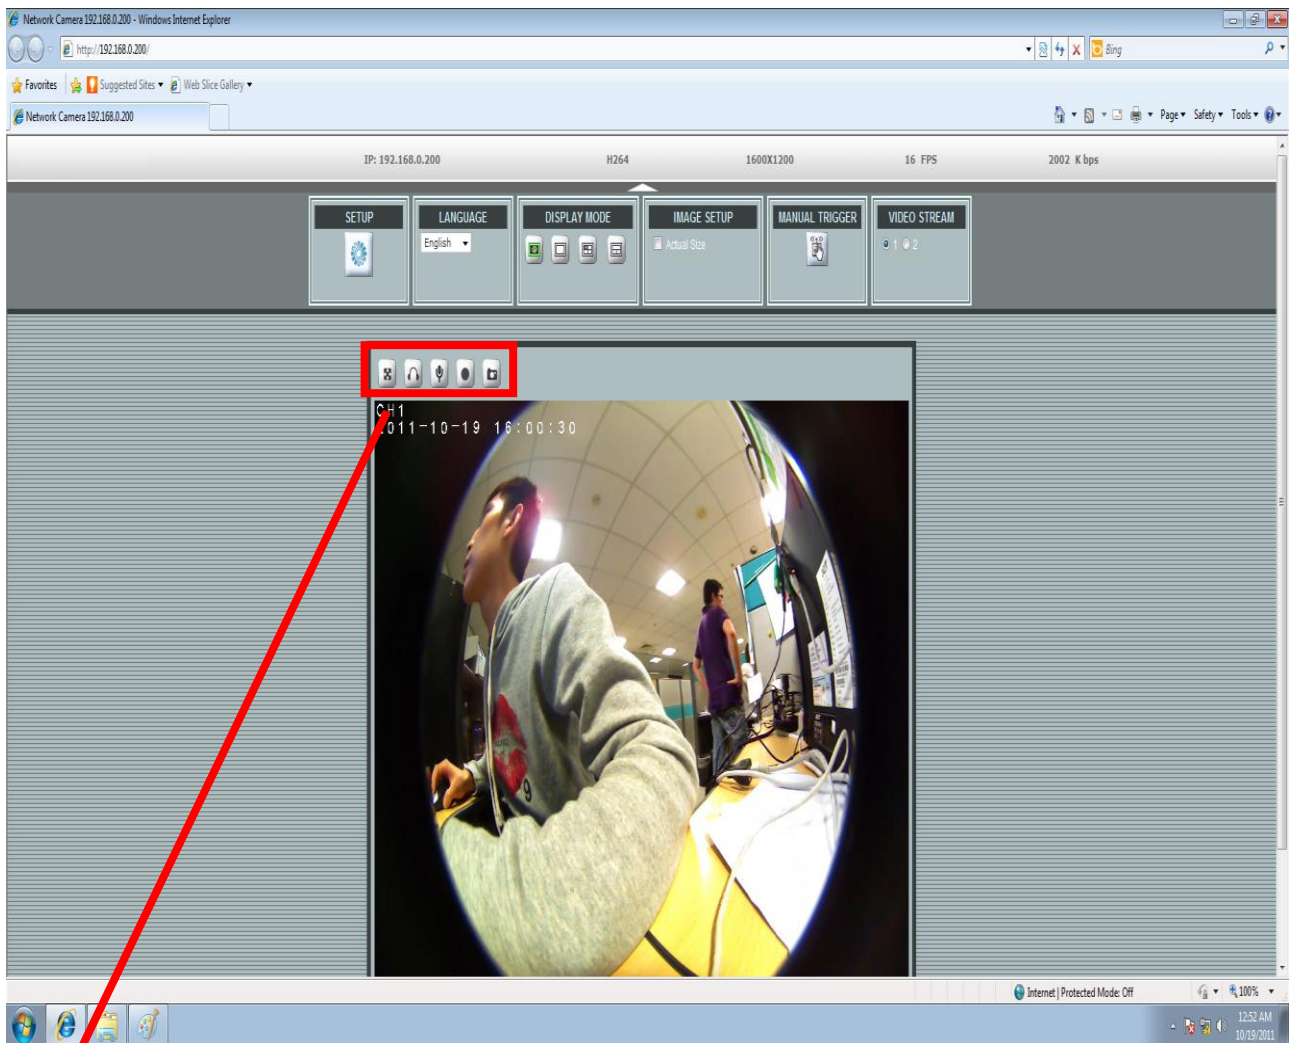 Network Camera 192.168.0.200 - Windows Internet Explorer
http://192.168.0.200/
Bing
Favorites Suggested Sites Web Slice Gallery
Network Camera 192.168.0.200
Page Safety Tools
IP: 192.168.0.200 H264 1600X1200 16 FPS 2002 K bps
SETUP LANGUAGE DISPLAY MODE IMAGE SETUP MANUAL TRIGGER VIDEO STREAM
English Actual Size 1 2
CH1
2011-10-19 16:00:30
9
Internet | Protected Mode: Off 100%
12:52 AM
10/19/2011